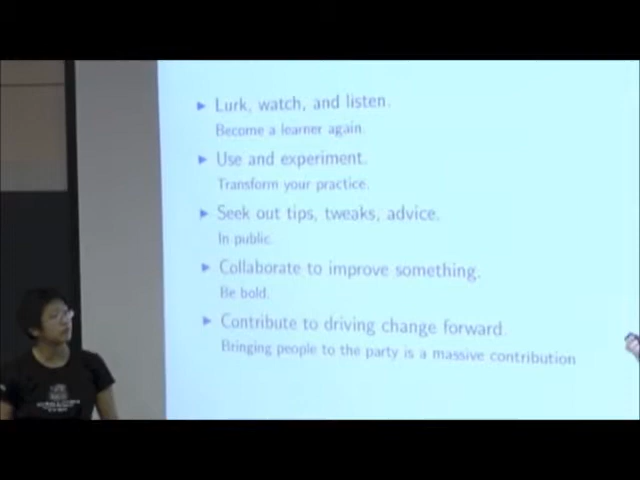 Lurk, watch, and listen.
Become a learner again.
Use and experiment.
Transform your practice.
Seek out tips, tweaks, advice.
In public.
Collaborate to improve something.
Be bold.
Contribute to driving change forward.
Bringing people to the party is a massive contribution